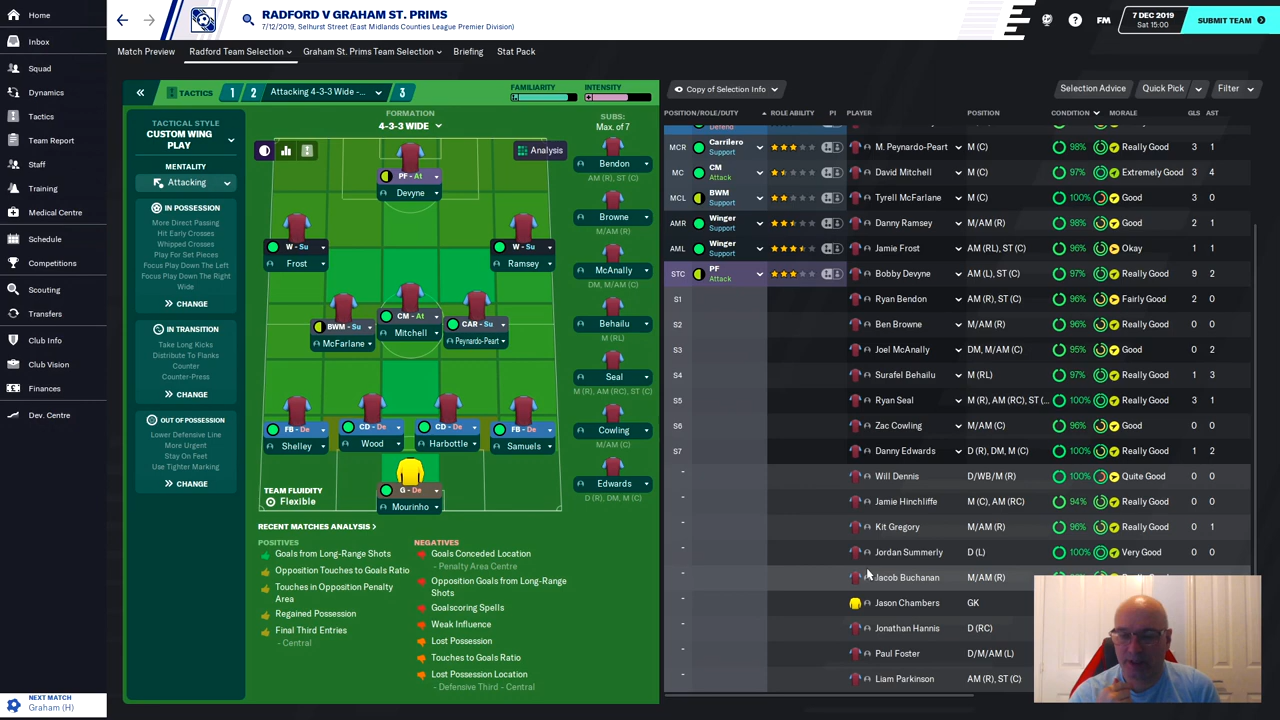 Home
RADFORD V GRAHAM ST. PRIMS
7/12/2019, Selhurst Street (East Midlands Counties League Premier Division)
FM
7 DEC 2019
Sat 15:00
SUBMIT TEAM
Inbox
Squad
Dynamics
Tactics
Team Report
Staff
Training
Medical Centre
Schedule
Competitions
Scouting
Transfers
Club Info
Club Vision
Finances
Dev. Centre
NEXT MATCH
Graham (H)
Match Preview
Radford Team Selection
Graham St.Prims Team Selection
Briefing
Stat Pack
TACTICS
1
2
Attacking 4-3-3 Wide -...
3
FAMILIARITY
INTENSITY
TACTICAL STYLE
CUSTOM WING PLAY
MENTALITY
Attacking
IN POSSESSION
More Direct Passing
Hit Early Crosses
Whipped Crosses
Play For Set Pieces
Focus Play Down The Left
Focus Play Down The Right
Wide
CHANGE
IN TRANSITION
Take Long Kicks
Distribute To Flanks
Counter
Counter-Press
CHANGE
OUT OF POSSESSION
Lower Defensive Line
More Urgent
Stay On Feet
Use Tighter Marking
CHANGE
FORMATION
4-3-3 WIDE
Analysis
PF - At
Devyne
W - Su
Frost
W - Su
Ramsey
BWM - Su
McFarlane
CM - At
Mitchell
CAR - Su
Peynardo-Peart
FB - De
Shelley
CD - De
Wood
CD - De
Harbottle
FB - De
Samuels
G - De
Mourinho
TEAM FLUIDITY
Flexible
SUBS:
Max. of 7
Bendon
AM (R), ST (C)
Browne
M/AM (R)
McAnally
DM, M/AM (C)
Behailu
M (RL)
Seal
M (R), AM (RC), ST (C)
Cowling
M/AM (C)
Edwards
D (R), DM, M (C)
RECENT MATCHES ANALYSIS >
POSITIVES
Goals from Long-Range Shots
Opposition Touches to Goals Ratio
Touches in Opposition Penalty Area
Regained Possession
Final Third Entries
- Central
NEGATIVES
Goals Conceded Location
- Penalty Area Centre
Opposition Goals from Long-Range Shots
Goalscoring Spells
Weak Influence
Lost Possession
Touches to Goals Ratio
Lost Possession Location
- Defensive Third - Central
Copy of Selection Info
Selection Advice
Quick Pick
Filter
POSITION/ROLE/DUTY ROLE ABILITY PI PLAYER POSITION CONDITION MORALE GLS AST
Defend
MCR Carrilero Support M. Peynardo-Peart M (C) 98% Good 3 1
MC CM Attack David Mitchell M (C) 97% Extremely Good 3 4
MCL BWM Support Tyrell McFarlane M (C) 100% Good 3 0
AMR Winger Support Danny Ramsey M/AM (R) 98% Good 2 1
AML Winger Support Jamie Frost AM (RL), ST (C) 96% Okay 1 1
STC PF Attack Bobby Devyne AM (L), ST (C) 97% Really Good 9 2
S1 Ryan Bendon AM (R), ST (C) 96% Fairly Good 2 0
S2 Ben Browne M/AM (R) 96% Really Good 0 0
S3 Joel McAnally DM, M/AM (C) 95% Good 0 2
S4 Surafel Behailu M (RL) 97% Really Good 1 3
S5 Ryan Seal M (R), AM (RC), ST (... 100% Really Good 3 1
S6 Zac Cowling M/AM (C) 96% Good 0 0
S7 Danny Edwards D (R), DM, M (C) 100% Really Good 1 2
- Will Dennis D/WB/M (R) 100% Quite Good 0 0
- Jamie Hinchliffe M (C), AM (RC) 94% Really Good 0 0
- Kit Gregory M/AM (R) 96% Really Good 0 1
- Jordan Summerly D (L) 100% Very Good 0 0
- Jacob Buchanan M/AM (R)
- Jason Chambers GK
- Jonathan Hannis D (RC)
- Paul Foster D/M/AM (L)
- Liam Parkinson AM (R), ST (C)